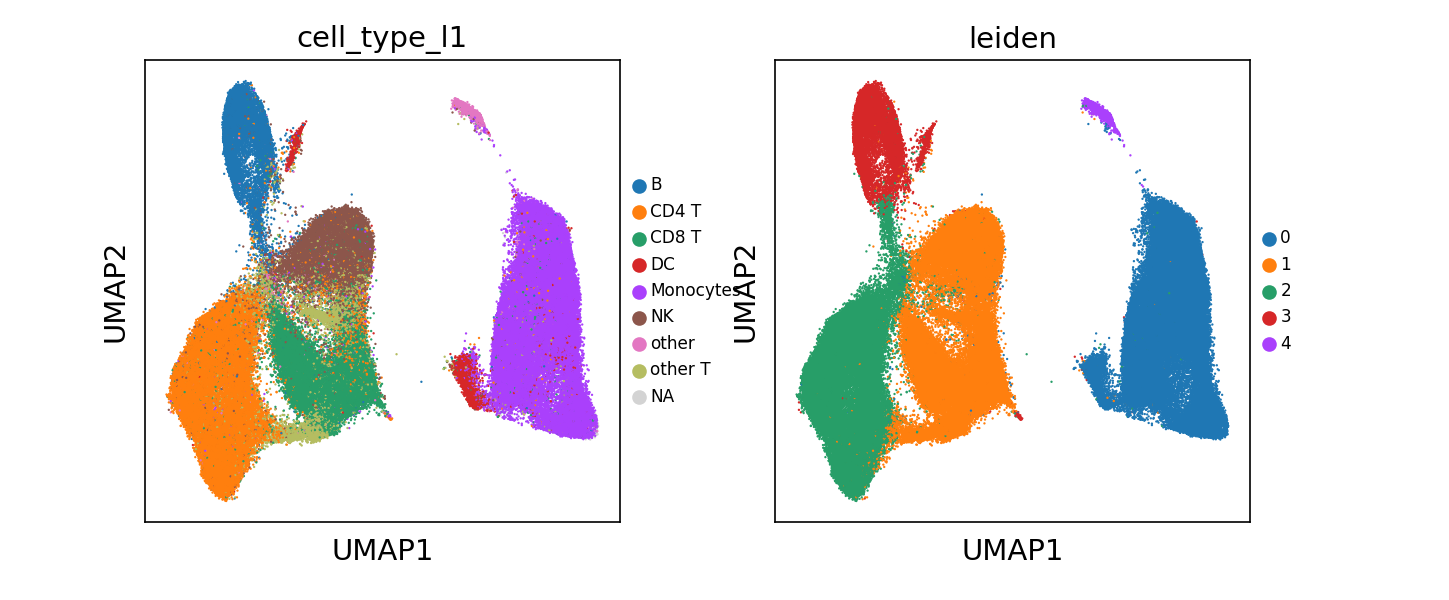 cell_type_l1
UMAP2
UMAP1
B
CD4 T
CD8 T
DC
Monocytes
NK
other
other T
NA
leiden
UMAP2
UMAP1
0
1
2
3
4